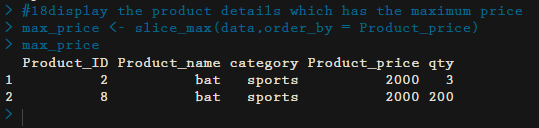 > #18display the product details which has the maximum price
> max_price <- slice_max(data,order_by = Product_price)
> max_price
  Product_ID Product_name category Product_price qty
1          2          bat   sports          2000   3
2          8          bat   sports          2000 200
>